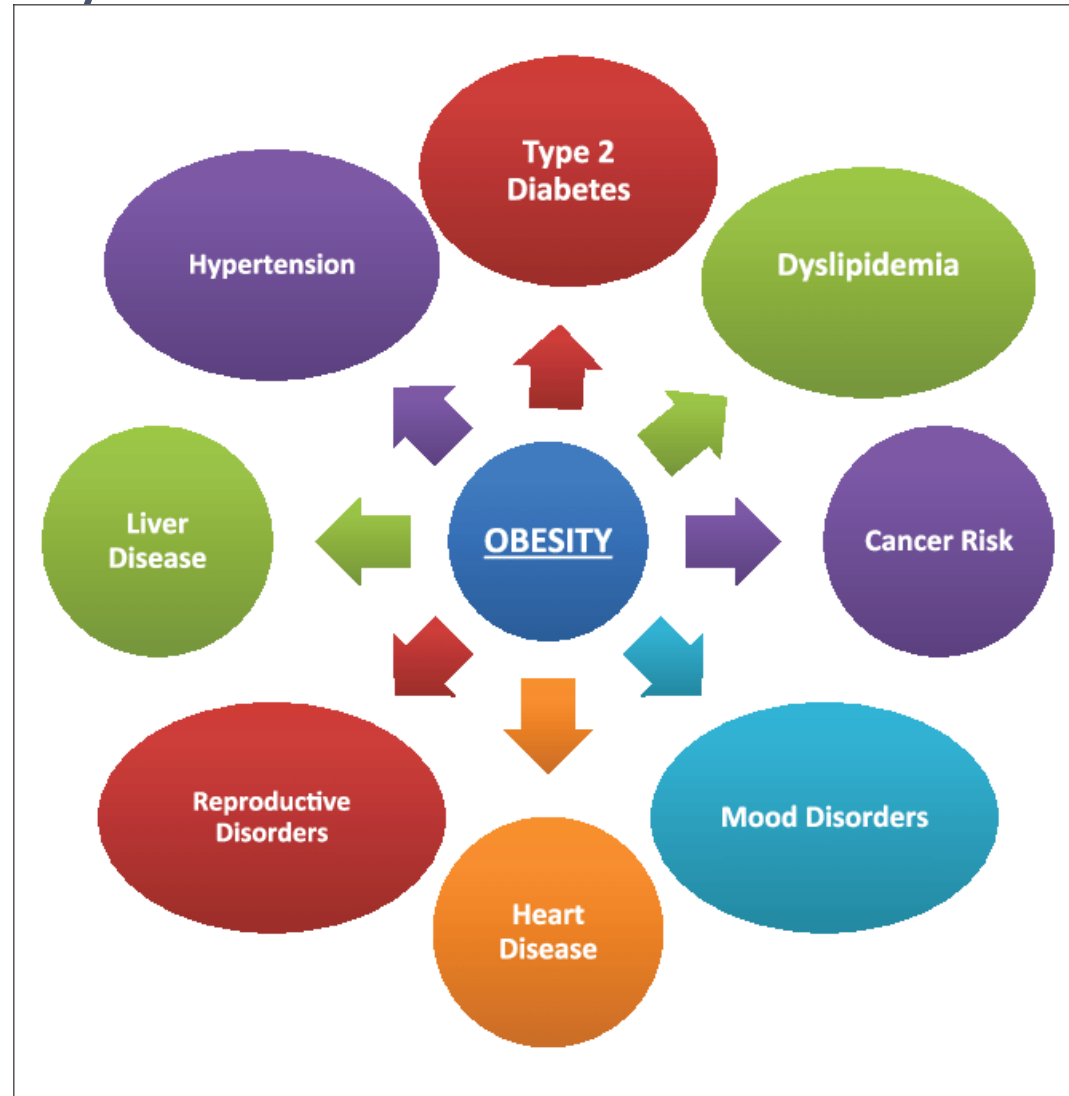 Type 2
Diabetes
Hypertension
Dyslipidemia
Liver
Disease
OBESITY
Cancer Risk
Reproductive
Disorders
Mood Disorders
Heart
Disease